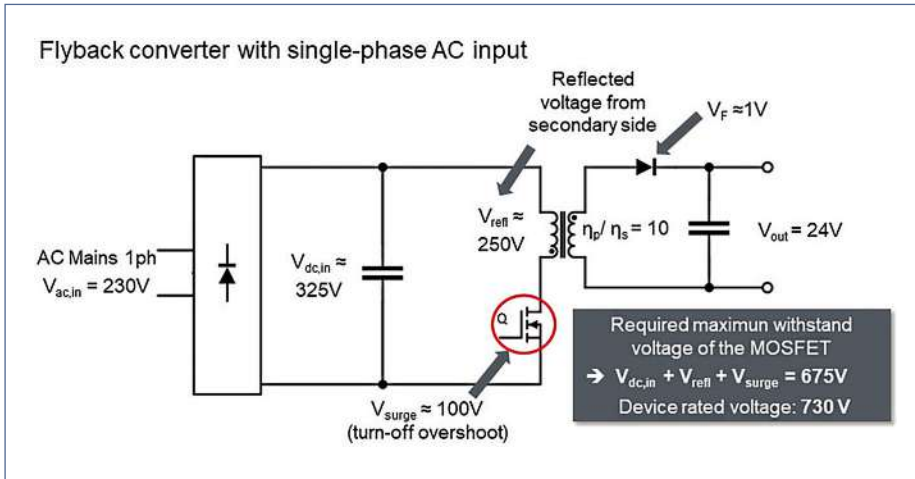 Flyback converter with single-phase AC input
Reflected
voltage from
secondary side
V_F ≈1V
V_refl ≈
250V
η_p/ η_s = 10
V_out = 24V
AC Mains 1ph
V_ac,in = 230V
V_dc,in ≈
325V
Q
V_surge ≈ 100V
(turn-off overshoot)
Required maximun withstand
voltage of the MOSFET
➔ V_dc,in + V_refl + V_surge = 675V
Device rated voltage: 730 V